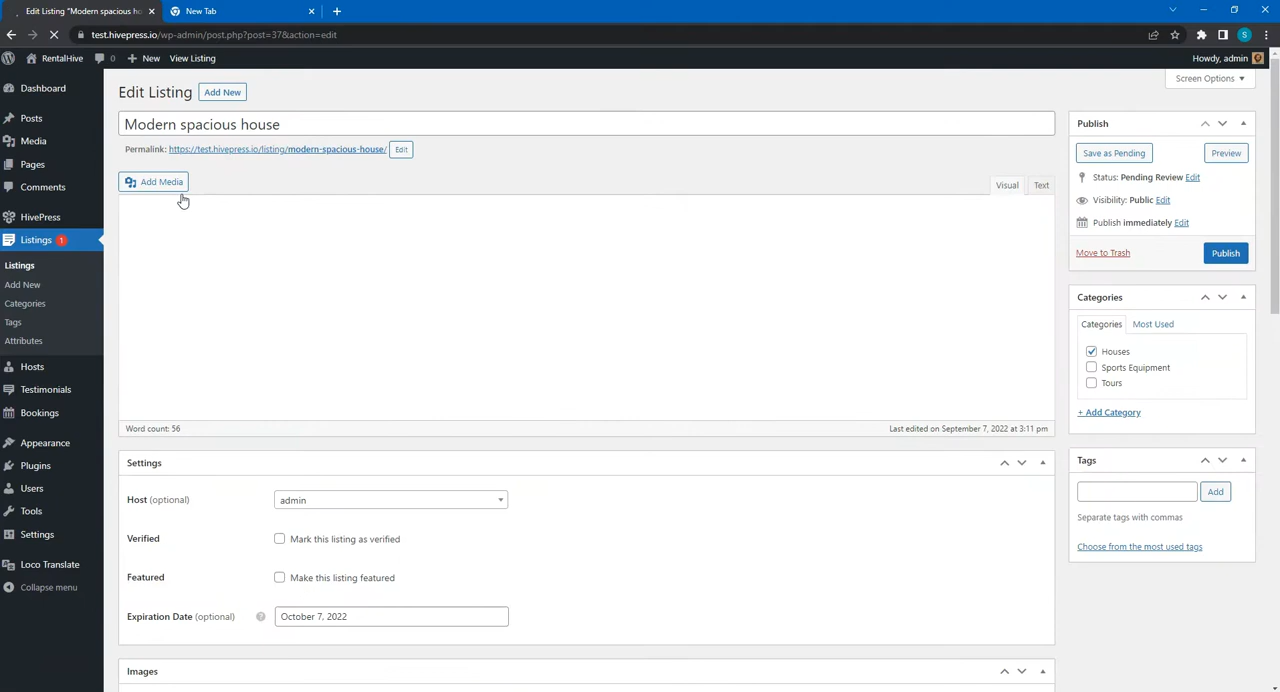 Edit Listing "Modern spacious ho
New Tab
test.hivepress.io/wp-admin/post.php?post=37&action=edit
S
RentalHive
0
New
View Listing
Howdy, admin
Screen Options
Dashboard
Posts
Media
Pages
Comments
HivePress
Listings 1
Listings
Add New
Categories
Tags
Attributes
Hosts
Testimonials
Bookings
Appearance
Plugins
Users
Tools
Settings
Loco Translate
Collapse menu
Edit Listing
Add New
Modern spacious house
Permalink: https://test.hivepress.io/listing/modern-spacious-house/ Edit
Add Media
Visual
Text
Word count: 56
Last edited on September 7, 2022 at 3:11 pm
Settings
Host (optional)
admin
Verified
Mark this listing as verified
Featured
Make this listing featured
Expiration Date (optional)
?
October 7, 2022
Images
Publish
Save as Pending
Preview
Status: Pending Review Edit
Visibility: Public Edit
Publish immediately Edit
Move to Trash
Publish
Categories
Categories
Most Used
Houses
Sports Equipment
Tours
+ Add Category
Tags
Add
Separate tags with commas
Choose from the most used tags